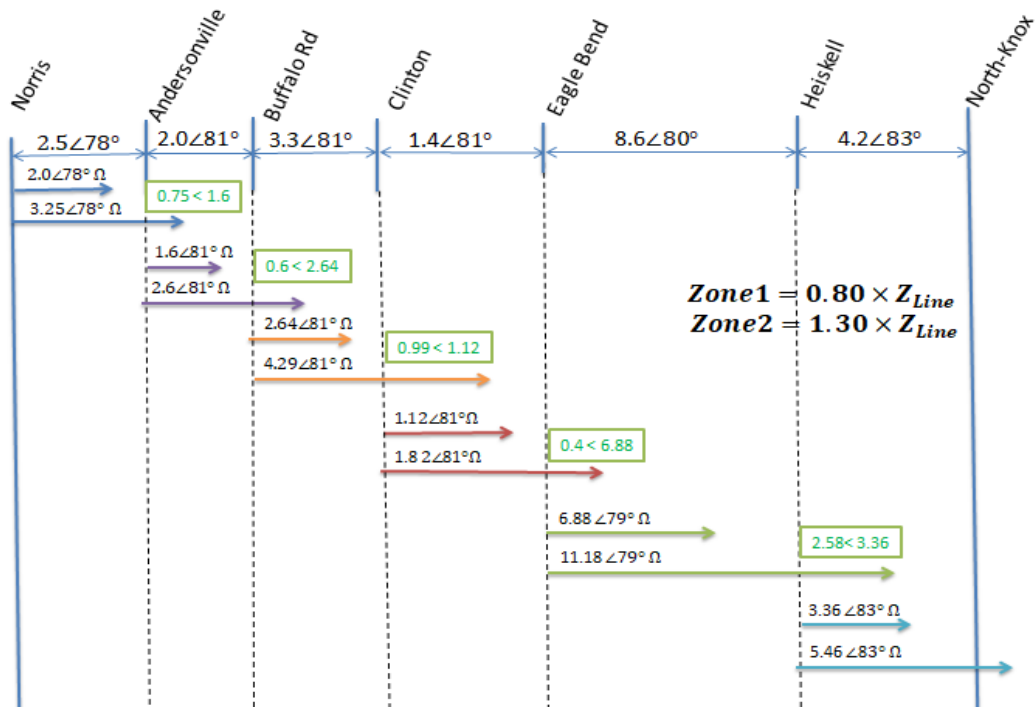 Norris
Andersonville
Buffalo Rd
Clinton
Eagle Bend
Heiskell
North-Knox
2.5∠78°
2.0∠81°
3.3∠81°
1.4∠81°
8.6∠80°
4.2∠83°
2.0∠78° Ω
0.75 < 1.6
3.25∠78° Ω
1.6∠81° Ω
0.6 < 2.64
2.6∠81° Ω
Zone1 = 0.80 × Z_Line
Zone2 = 1.30 × Z_Line
2.64∠81° Ω
0.99 < 1.12
4.29∠81° Ω
1.12∠81°Ω
0.4 < 6.88
1.8 2∠81°Ω
6.88 ∠79° Ω
2.58< 3.36
11.18 ∠79° Ω
3.36 ∠83° Ω
5.46 ∠83° Ω